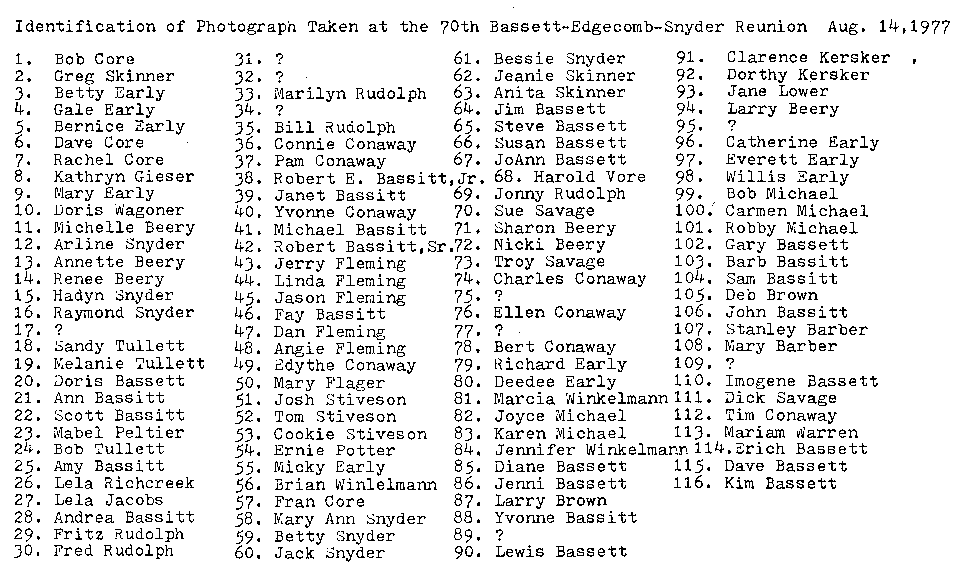 Identification of Photograph Taken at the 70th Bassett-Edgecomb-Snyder Reunion Aug. 14,1977
1. Bob Core
2. Greg Skinner
3. Betty Early
4. Gale Early
5. Bernice Early
6. Dave Core
7. Rachel Core
8. Kathryn Gieser
9. Mary Early
10. Doris Wagoner
11. Michelle Beery
12. Arline Snyder
13. Annette Beery
14. Renee Beery
15. Hadyn Snyder
16. Raymond Snyder
17. ?
18. Sandy Tullett
19. Melanie Tullett
20. Doris Bassett
21. Ann Bassitt
22. Scott Bassitt
23. Mabel Peltier
24. Bob Tullett
25. Amy Bassitt
26. Lela Richcreek
27. Lela Jacobs
28. Andrea Bassitt
29. Fritz Rudolph
30. Fred Rudolph
31. ?
32. ?
33. Marilyn Rudolph
34. ?
35. Bill Rudolph
36. Connie Conaway
37. Pam Conaway
38. Robert E. Bassitt,Jr.
39. Janet Bassitt
40. Yvonne Conaway
41. Michael Bassitt
42. Robert Bassitt,Sr.
43. Jerry Fleming
44. Linda Fleming
45. Jason Fleming
46. Fay Bassitt
47. Dan Fleming
48. Angie Fleming
49. Edythe Conaway
50. Mary Flager
51. Josh Stiveson
52. Tom Stiveson
53. Cookie Stiveson
54. Ernie Potter
55. Micky Early
56. Brian Winlelmann
57. Fran Core
58. Mary Ann Snyder
59. Betty Snyder
60. Jack Snyder
61. Bessie Snyder
62. Jeanie Skinner
63. Anita Skinner
64. Jim Bassett
65. Steve Bassett
66. Susan Bassett
67. JoAnn Bassett
68. Harold Vore
69. Jonny Rudolph
70. Sue Savage
71. Sharon Beery
72. Nicki Beery
73. Troy Savage
74. Charles Conaway
75. ?
76. Ellen Conaway
77. ?
78. Bert Conaway
79. Richard Early
80. Deedee Early
81. Marcia Winkelmann
82. Joyce Michael
83. Karen Michael
84. Jennifer Winkelmann
85. Diane Bassett
86. Jenni Bassett
87. Larry Brown
88. Yvonne Bassitt
89. ?
90. Lewis Bassett
91. Clarence Kersker
92. Dorthy Kersker
93. Jane Lower
94. Larry Beery
95. ?
96. Catherine Early
97. Everett Early
98. Willis Early
99. Bob Michael
100. Carmen Michael
101. Robby Michael
102. Gary Bassett
103. Barb Bassitt
104. Sam Bassitt
105. Deb Brown
106. John Bassitt
107. Stanley Barber
108. Mary Barber
109. ?
110. Imogene Bassett
111. Dick Savage
112. Tim Conaway
113. Mariam Warren
114. Erich Bassett
115. Dave Bassett
116. Kim Bassett